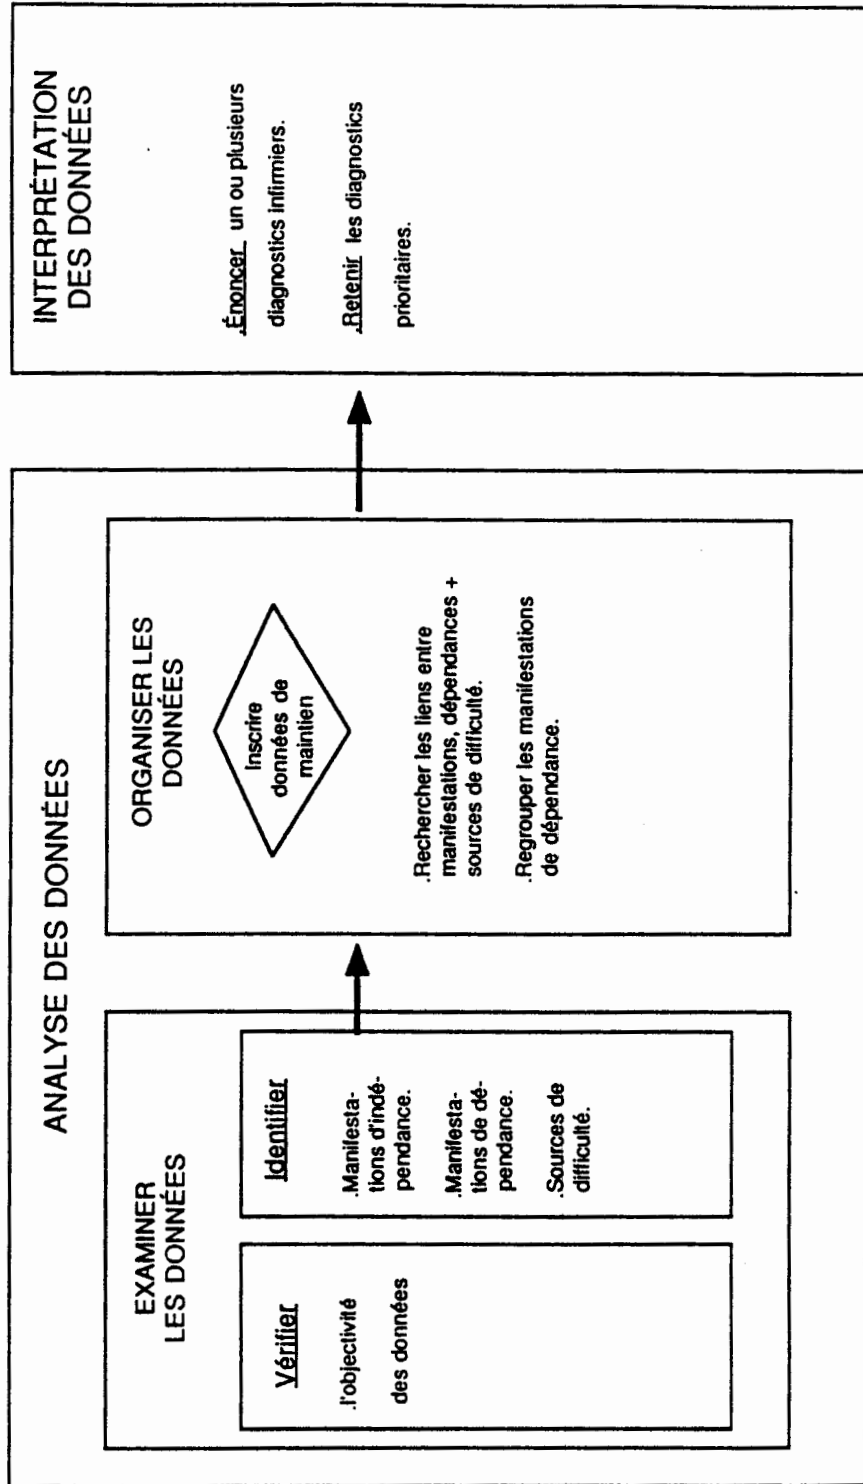 ANALYSE DES DONNÉES
EXAMINER
LES DONNÉES
Vérifier
.l'objectivité
des données
Identifier
.Manifesta-
tions d'indé-
pendance.
.Manifesta-
tions de dé-
pendance.
.Sources de
difficulté.
ORGANISER LES
DONNÉES
Inscrire
données de
maintien
.Rechercher les liens entre
manifestations, dépendances +
sources de difficulté.
.Regrouper les manifestations
de dépendance.
INTERPRÉTATION
DES DONNÉES
.Énoncer un ou plusieurs
diagnostics infirmiers.
.Retenir les diagnostics
prioritaires.